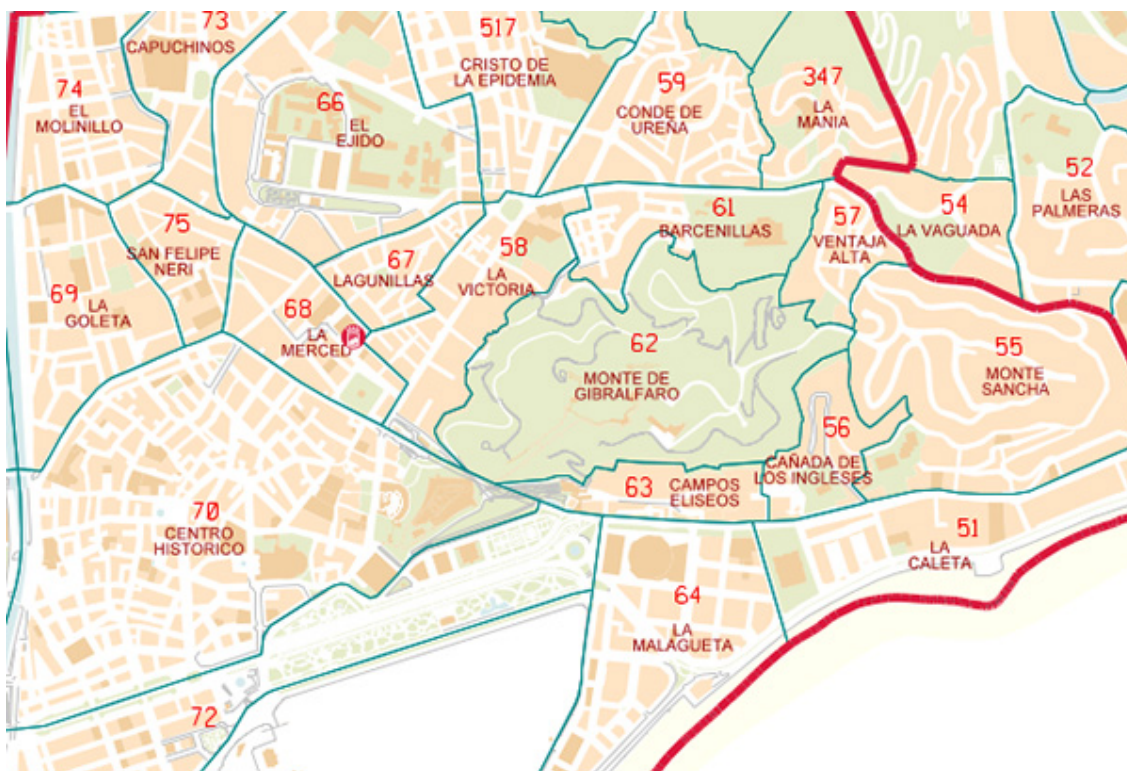 73
CAPUCHINOS
517
CRISTO DE
LA EPIDEMIA
59
CONDE DE
UREÑA
347
LA
MANIA
74
EL
MOLINILLO
66
EL
EJIDO
52
LAS
PALMERAS
75
SAN FELIPE
NERI
67
LAGUNILLAS
58
LA
VICTORIA
61
BARCENILLAS
57
VENTAJA
ALTA
54
LA VAGUADA
69
LA
GOLETA
68
LA
MERCED
62
MONTE DE
GIBRALFARO
55
MONTE
SANCHA
56
CAÑADA DE
LOS INGLESES
63
CAMPOS
ELISEOS
70
CENTRO
HISTORICO
51
LA
CALETA
64
LA
MALAGUETA
72